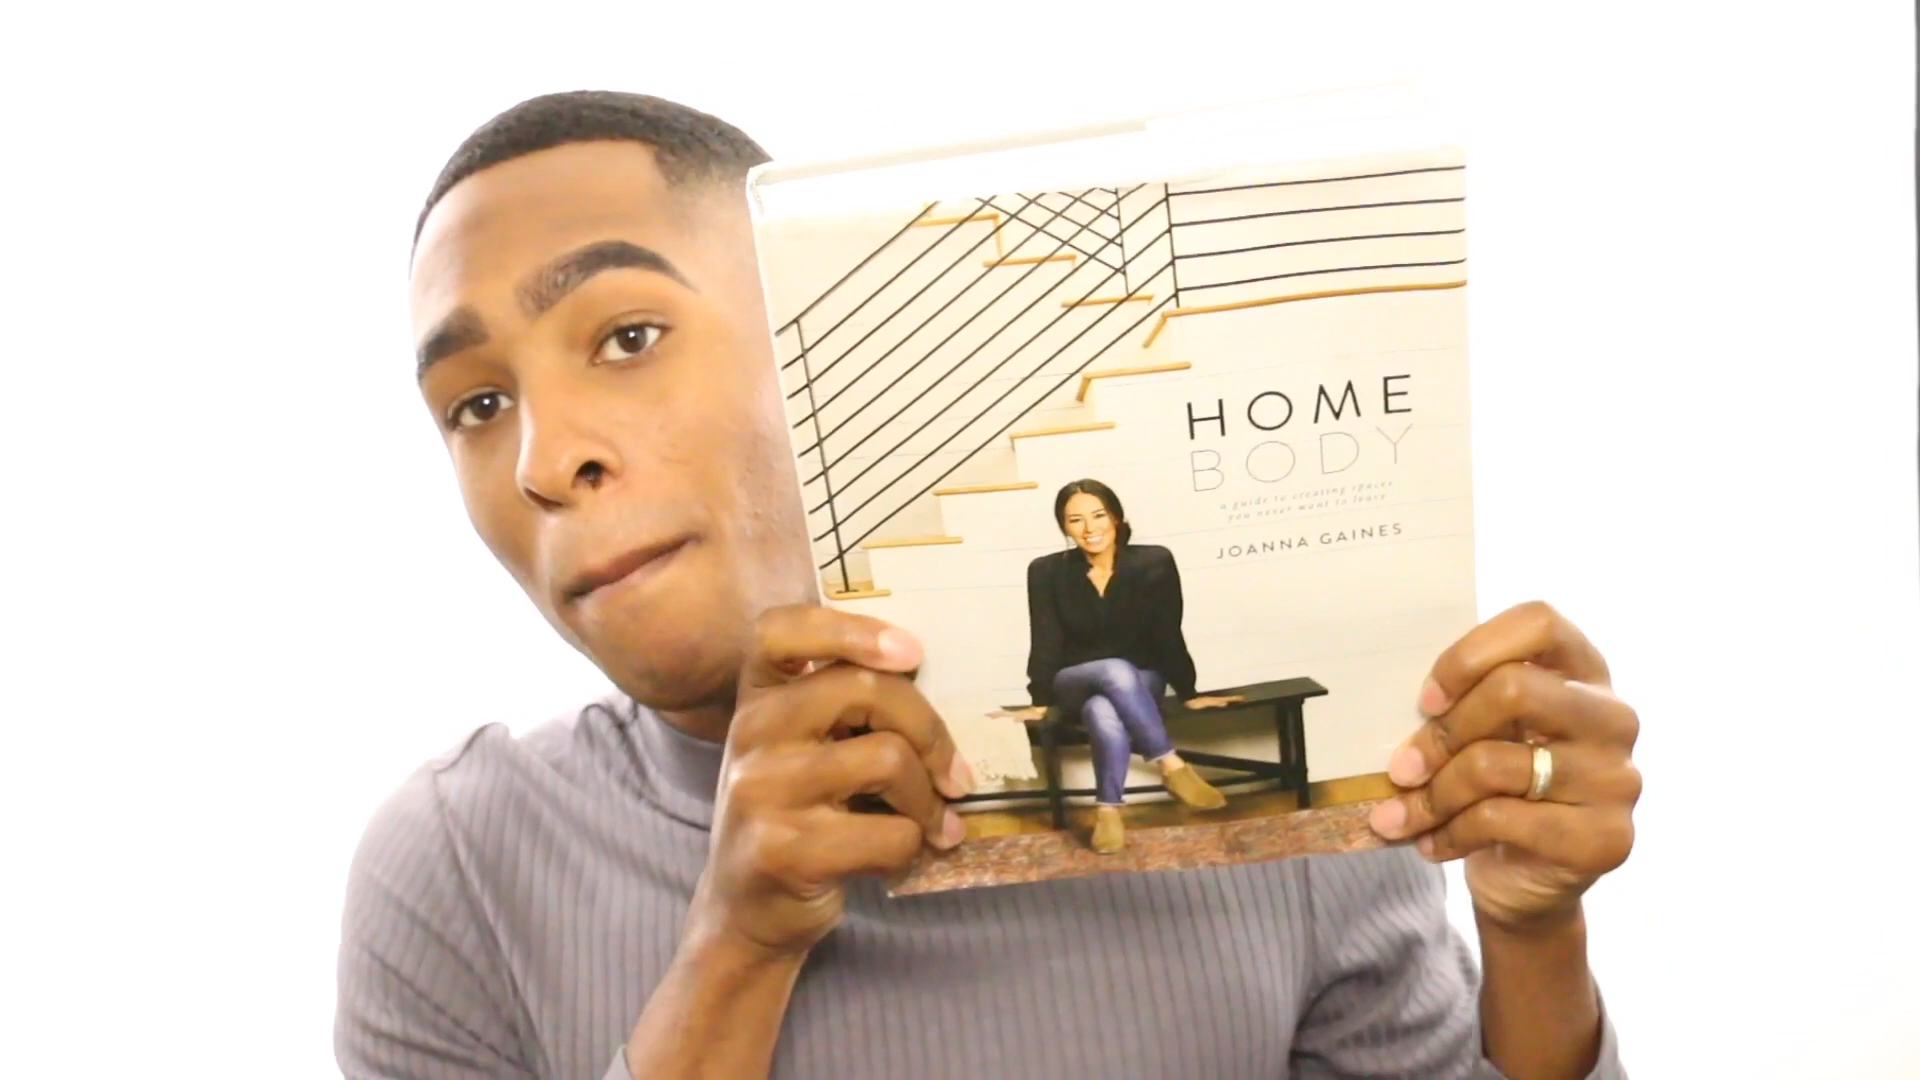 HOME
BODY
a guide to creating spaces
you never want to leave
JOANNA GAINES